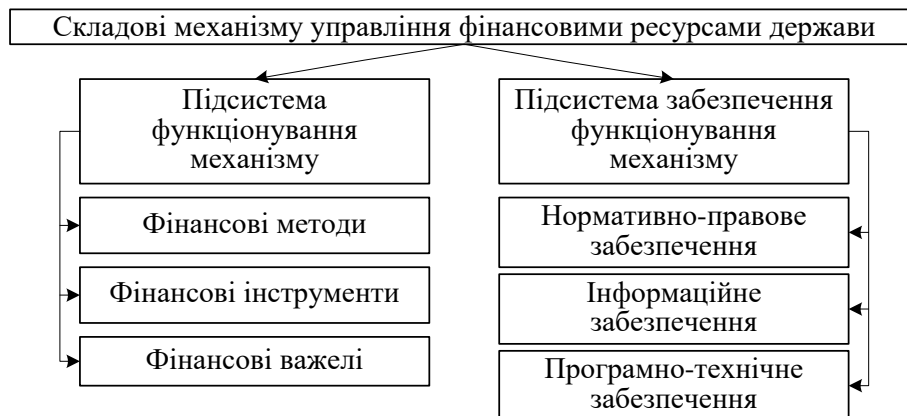 Складові механізму управління фінансовими ресурсами держави
Підсистема
функціонування
механізму
Фінансові методи
Фінансові інструменти
Фінансові важелі
Підсистема забезпечення
функціонування
механізму
Нормативно-правове
забезпечення
Інформаційне
забезпечення
Програмно-технічне
забезпечення